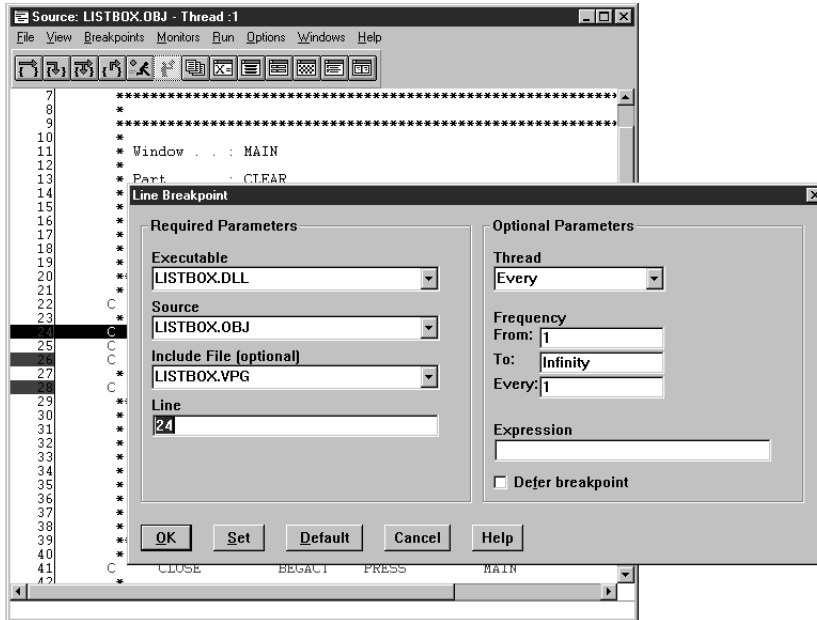 Source: LISTBOX.OBJ - Thread :1
File View Breakpoints Monitors Run Options Windows Help
7 ****************************************************************
8 *
9 ****************************************************************
10 *
11 * Window . . : MAIN
12 *
13 * Part . . . : CLEAR
14 *
15 *
16 *
17 *
18 *
19 *
20 **
21 *
22 C
23 *
24 C
25 C
26 C
27 *
28 C
29 **
30 *
31 *
32 *
33 *
34 *
35 *
36 *
37 *
38 *
39 **
40 *
41 C CLOSE BEGACT PRESS MAIN
42 *
Line Breakpoint
Required Parameters
Executable
LISTBOX.DLL
Source
LISTBOX.OBJ
Include File (optional)
LISTBOX.VPG
Line
24
Optional Parameters
Thread
Every
Frequency
From: 1
To: Infinity
Every: 1
Expression
Defer breakpoint
OK Set Default Cancel Help